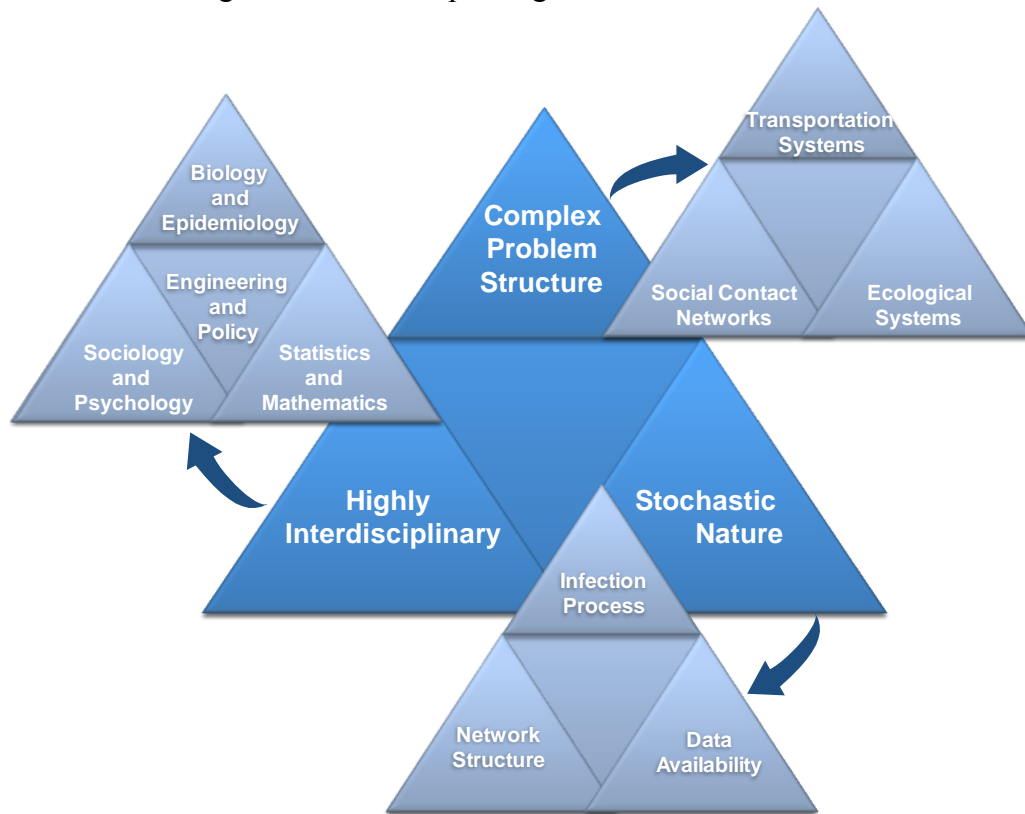 Transportation
Systems
Biology
and
Epidemiology
Complex
Problem
Structure
Engineering
and
Policy
Social Contact
Networks
Ecological
Systems
Sociology
and
Psychology
Statistics
and
Mathematics
Highly
Interdisciplinary
Stochastic
Nature
Infection
Process
Network
Structure
Data
Availability